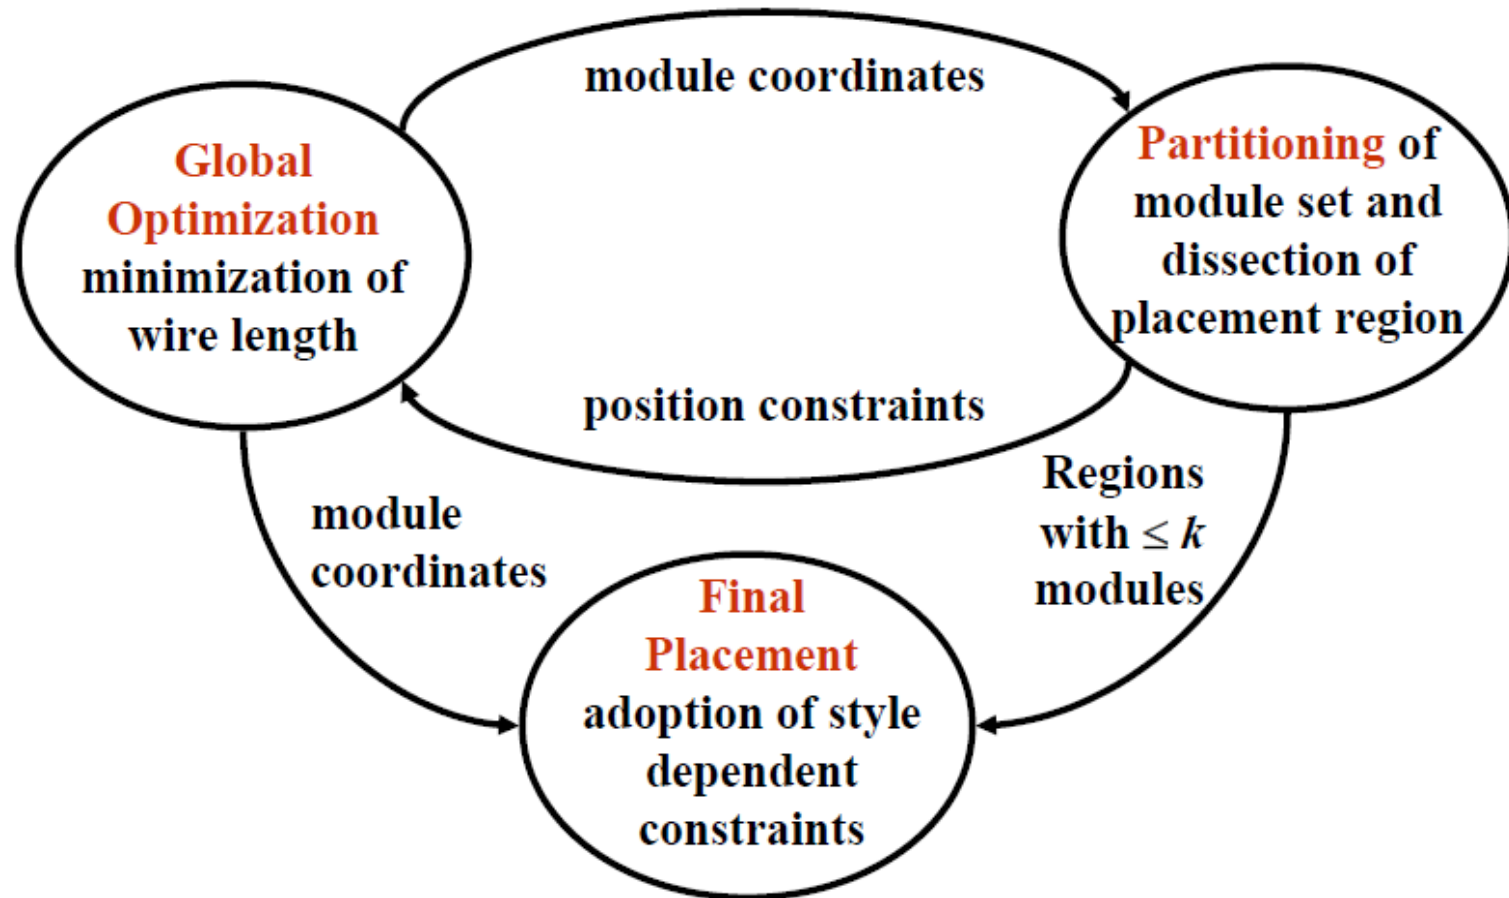 module coordinates
Global
Optimization
minimization of
wire length
Partitioning of
module set and
dissection of
placement region
position constraints
module
coordinates
Regions
with ≤ k
modules
Final
Placement
adoption of style
dependent
constraints